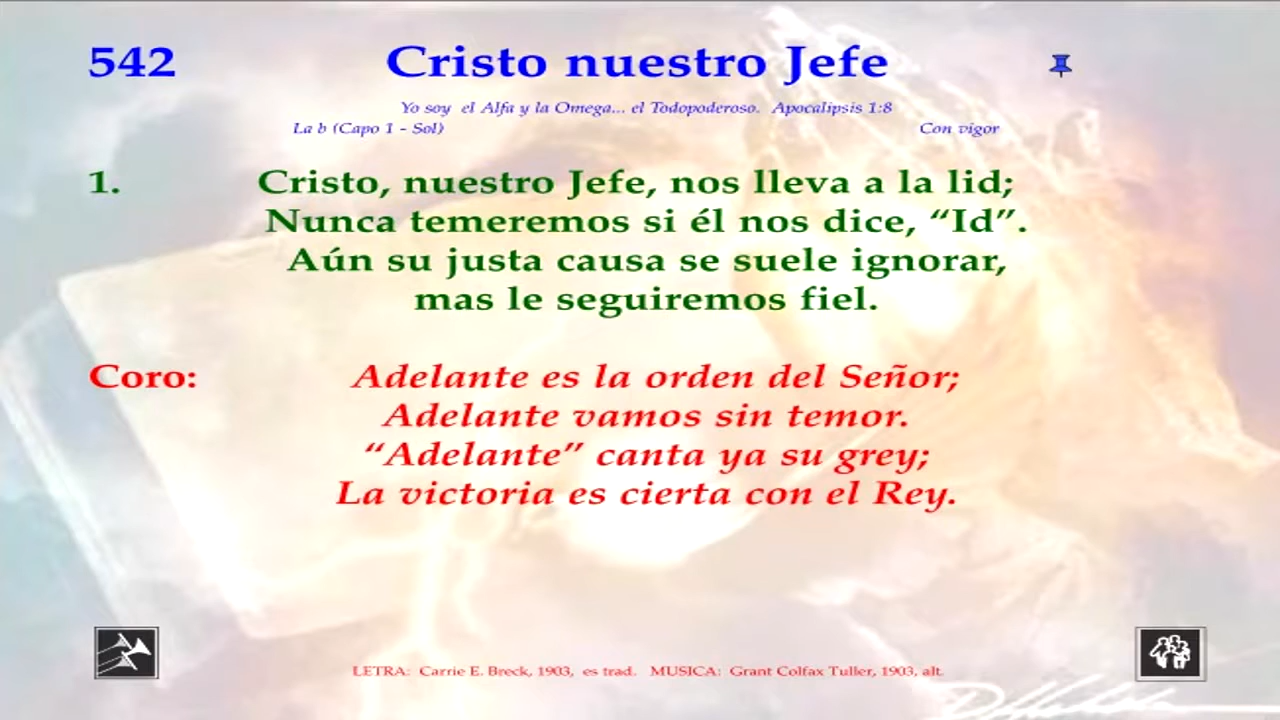 542 Cristo nuestro Jefe
Yo soy el Alfa y la Omega... el Todopoderoso. Apocalipsis 1:8
La b (Capo 1 - Sol) Con vigor
1. Cristo, nuestro Jefe, nos lleva a la lid;
Nunca temeremos si él nos dice, “Id”.
Aún su justa causa se suele ignorar,
mas le seguiremos fiel.
Coro: Adelante es la orden del Señor;
Adelante vamos sin temor.
“Adelante” canta ya su grey;
La victoria es cierta con el Rey.
LETRA: Carrie E. Breck, 1903, es trad. MUSICA: Grant Colfax Tuller, 1903, alt.